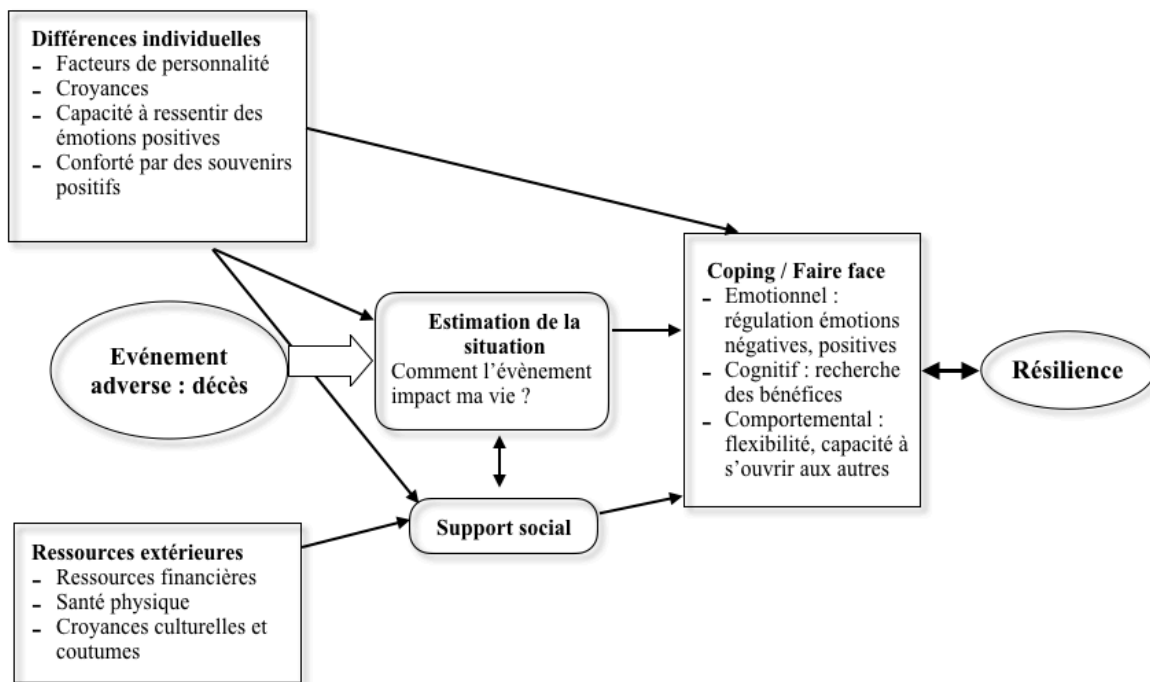 Différences individuelles
- Facteurs de personnalité
- Croyances
- Capacité à ressentir des
émotions positives
- Conforté par des souvenirs
positifs
Evénement
adverse : décès
Estimation de la
situation
Comment l’évènement
impact ma vie ?
Support social
Ressources extérieures
- Ressources financières
- Santé physique
- Croyances culturelles et
coutumes
Coping / Faire face
- Emotionnel :
régulation émotions
négatives, positives
- Cognitif : recherche
des bénéfices
- Comportemental :
flexibilité, capacité à
s’ouvrir aux autres
Résilience